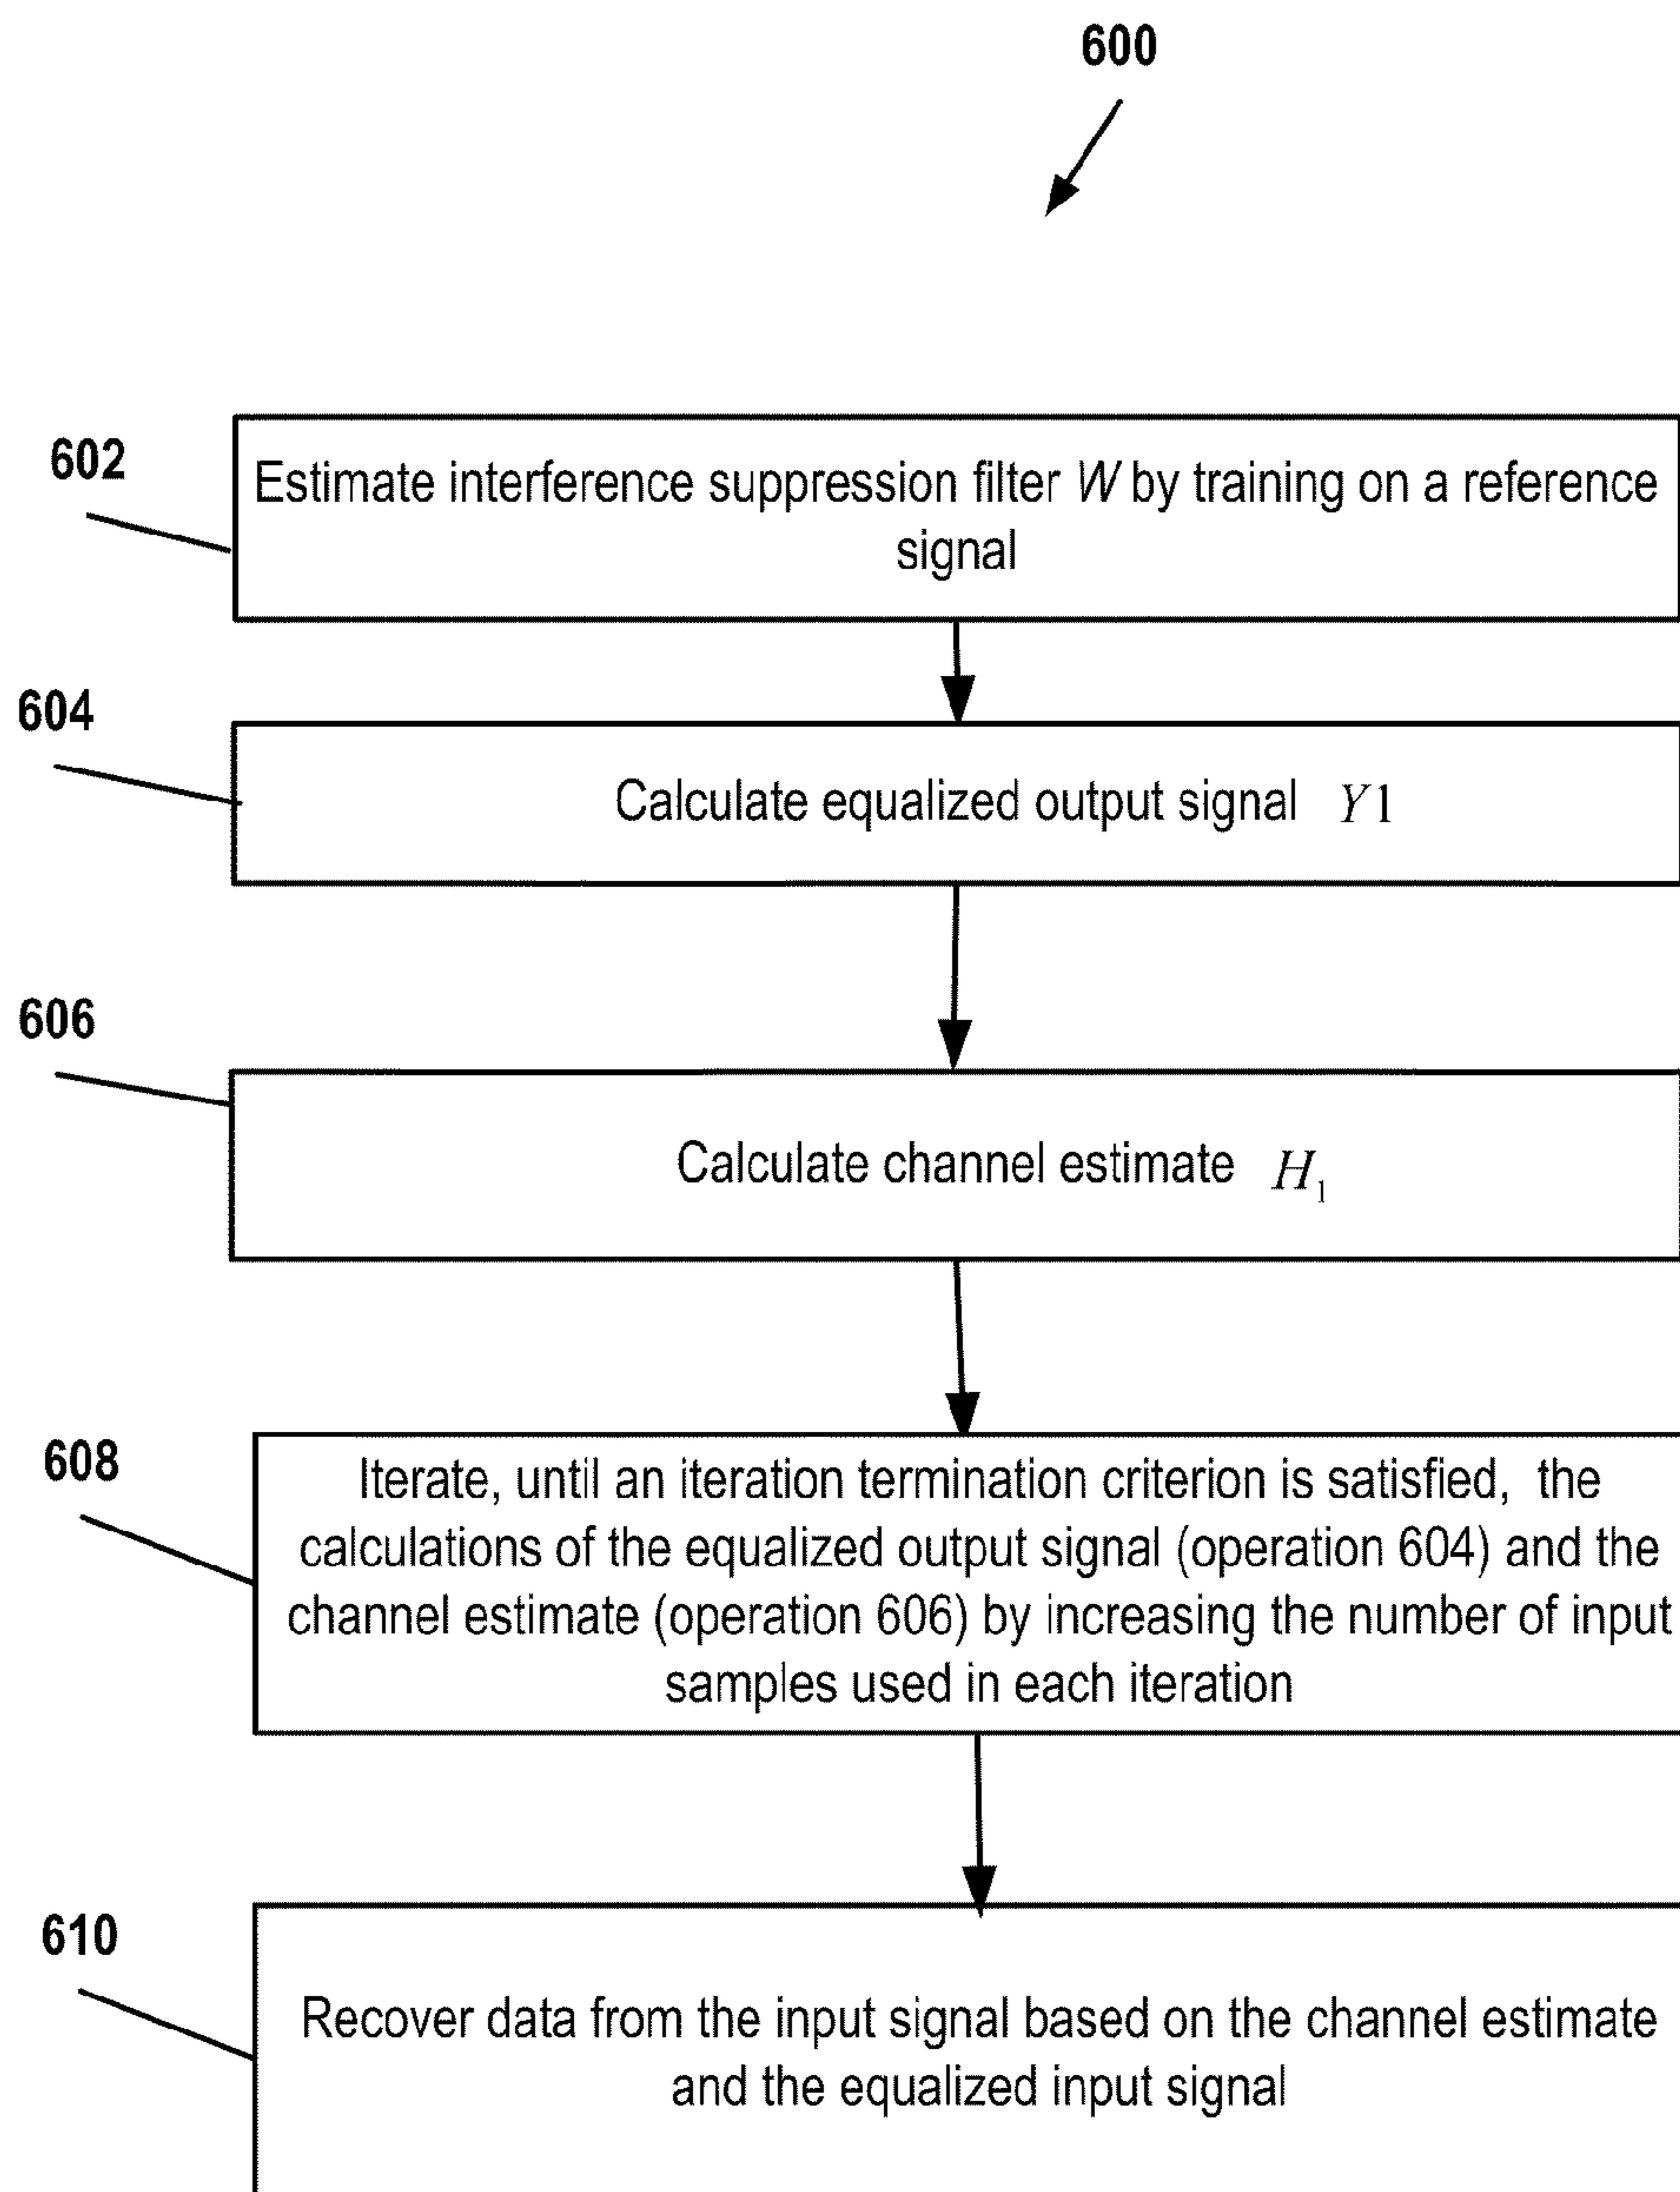 600
602
Estimate interference suppression filter W by training on a reference
signal
604
Calculate equalized output signal Y1
606
Calculate channel estimate H₁
608
Iterate, until an iteration termination criterion is satisfied, the
calculations of the equalized output signal (operation 604) and the
channel estimate (operation 606) by increasing the number of input
samples used in each iteration
610
Recover data from the input signal based on the channel estimate
and the equalized input signal